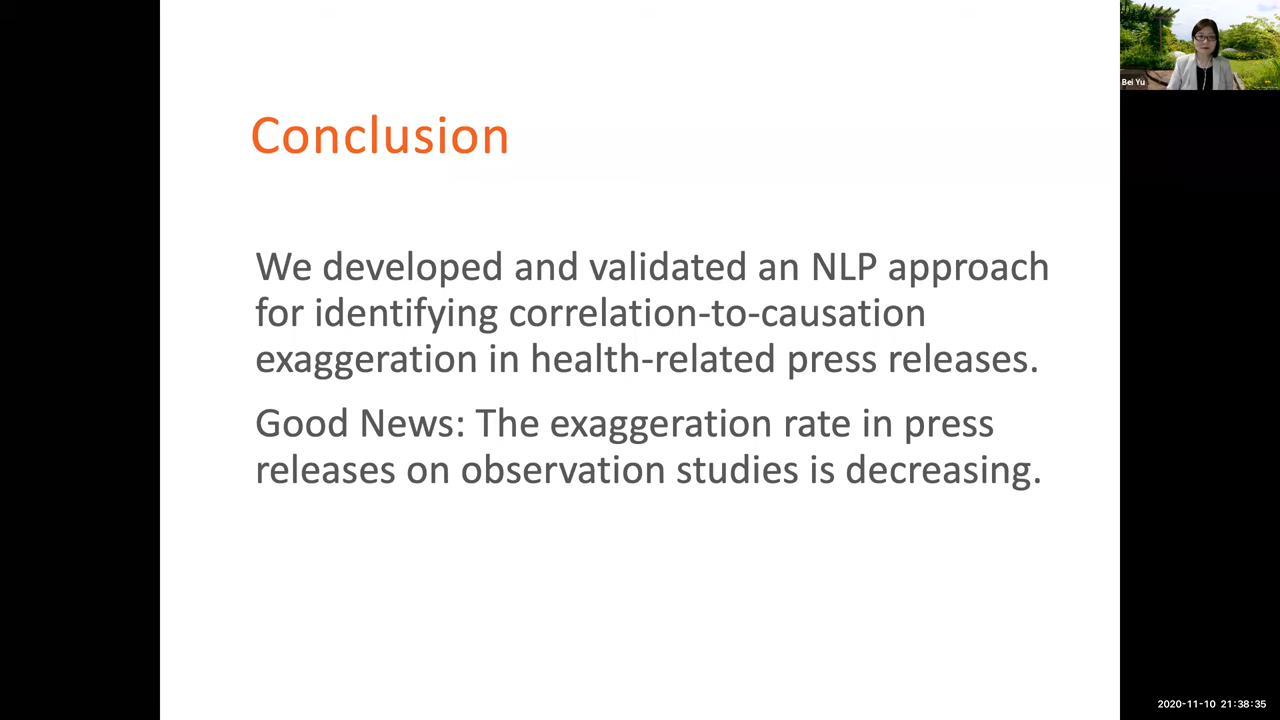 Conclusion
We developed and validated an NLP approach
for identifying correlation-to-causation
exaggeration in health-related press releases.
Good News: The exaggeration rate in press
releases on observation studies is decreasing.
Bei Yu
2020-11-10 21:38:35